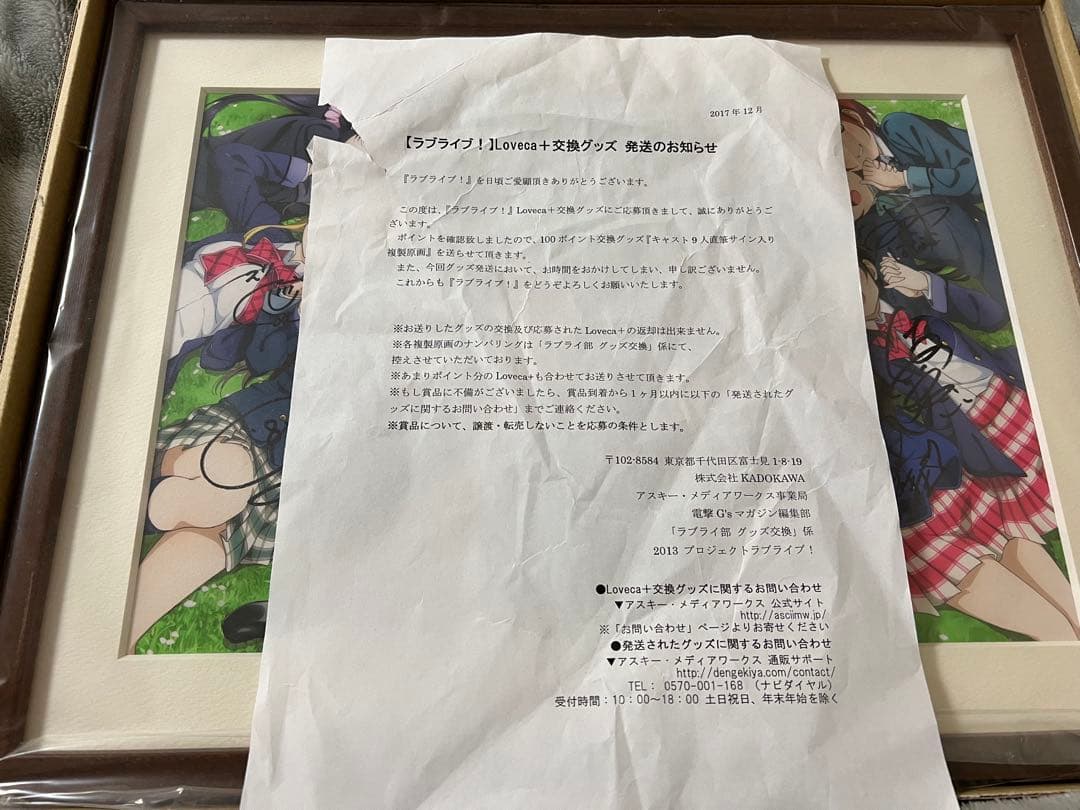 2017年12月
【ラブライブ！】Loveca＋交換グッズ 発送のお知らせ
『ラブライブ！』を日頃ご愛顧頂きありがとうございます。
この度は、『ラブライブ！』Loveca＋交換グッズにご応募頂きまして、誠にありがとうご
ざいます。
ポイントを確認致しましたので、100ポイント交換グッズ『キャスト9人直筆サイン入り
複製原画』を送らせて頂きます。
また、今回グッズ発送において、お時間をおかけしてしまい、申し訳ございません。
これからも『ラブライブ！』をどうぞよろしくお願いいたします。
※お送りしたグッズの交換及び応募されたLoveca＋の返却は出来ません。
※各複製原画のナンバリングは「ラブライ部 グッズ交換」係にて、
控えさせていただいております。
※あまりポイント分のLoveca+も合わせてお送りさせて頂きます。
※もし賞品に不備がございましたら、賞品到着から1ヶ月以内に以下の「発送されたグ
ッズに関するお問い合わせ」までご連絡ください。
※賞品について、譲渡・転売しないことを応募の条件とします。
〒102-8584 東京都千代田区富士見1-8-19
株式会社KADOKAWA
アスキー・メディアワークス事業局
電撃G'sマガジン編集部
「ラブライ部 グッズ交換」係
2013 プロジェクトラブライブ！
●Loveca＋交換グッズに関するお問い合わせ
▼アスキー・メディアワークス 公式サイト
http://asciimw.jp/
※「お問い合わせ」ページよりお寄せください
●発送されたグッズに関するお問い合わせ
▼アスキー・メディアワークス 通販サポート
http://dengekiya.com/contact/
TEL： 0570-001-168 （ナビダイヤル）
受付時間：10：00～18：00 土日祝日、年末年始を除く